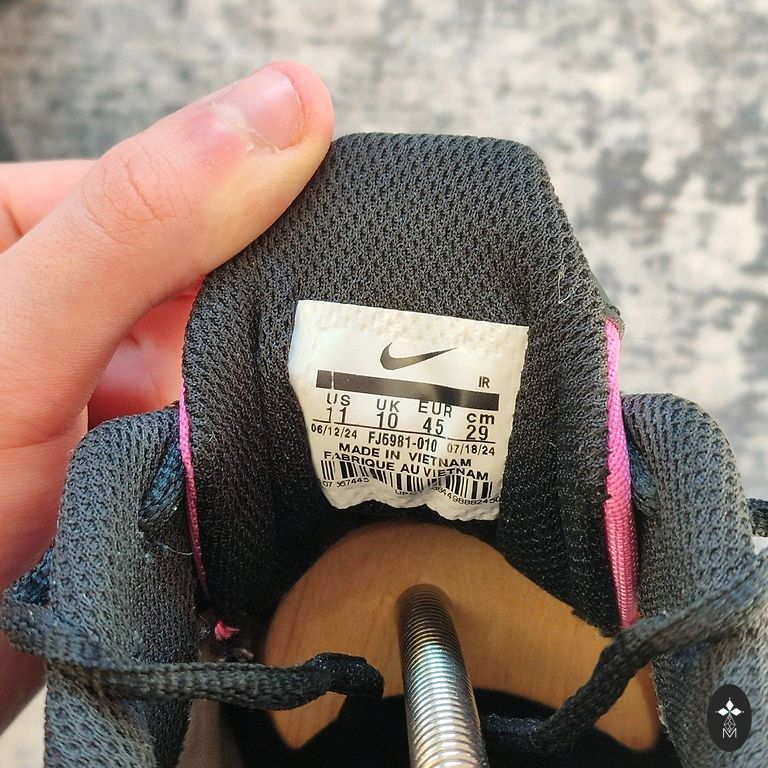 IR
US UK EUR cm
11 10 45 29
06/12/24 FJ5981-010 07/18/24
MADE IN VIETNAM
FABRIQUE AU VIETNAM